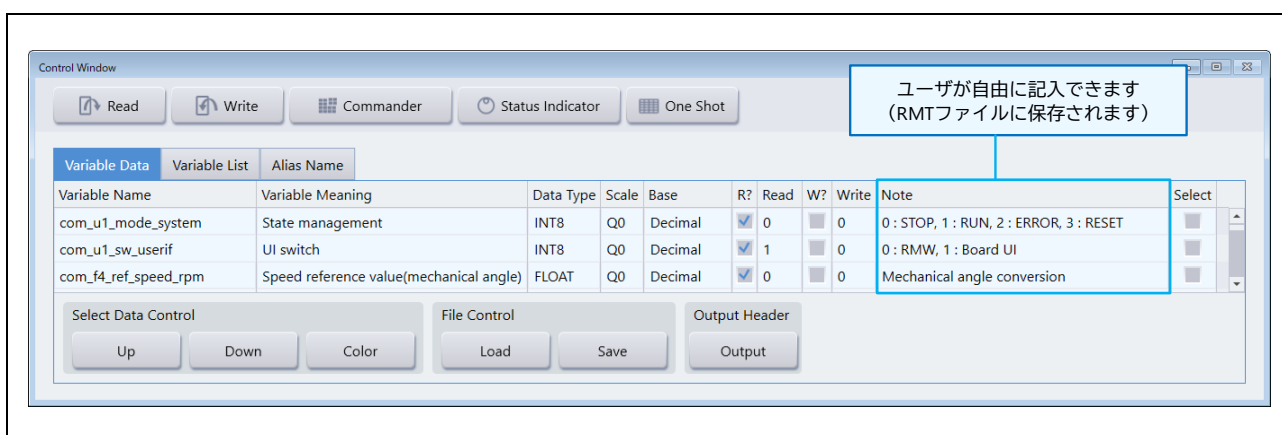 Control Window
ユーザが自由に記入できます
（RMTファイルに保存されます）
Read Write Commander Status Indicator One Shot
Variable Data Variable List Alias Name
Variable Name Variable Meaning Data Type Scale Base R? Read W? Write Note Select
com_u1_mode_system State management INT8 Q0 Decimal 0 0 0 : STOP, 1 : RUN, 2 : ERROR, 3 : RESET
com_u1_sw_userif UI switch INT8 Q0 Decimal 1 0 0 : RMW, 1 : Board UI
com_f4_ref_speed_rpm Speed reference value(mechanical angle) FLOAT Q0 Decimal 0 0 Mechanical angle conversion
Select Data Control File Control Output Header
Up Down Color Load Save Output